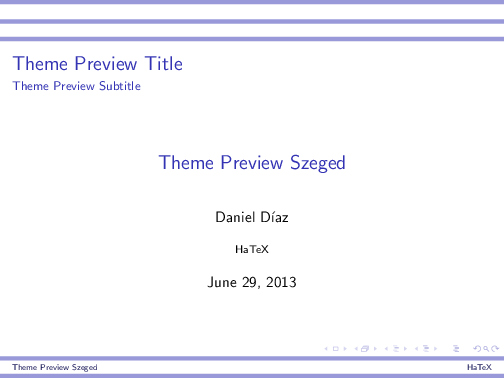 Theme Preview Title
Theme Preview Subtitle
Theme Preview Szeged
Daniel Díaz
HaTeX
June 29, 2013
Theme Preview Szeged
HaTeX